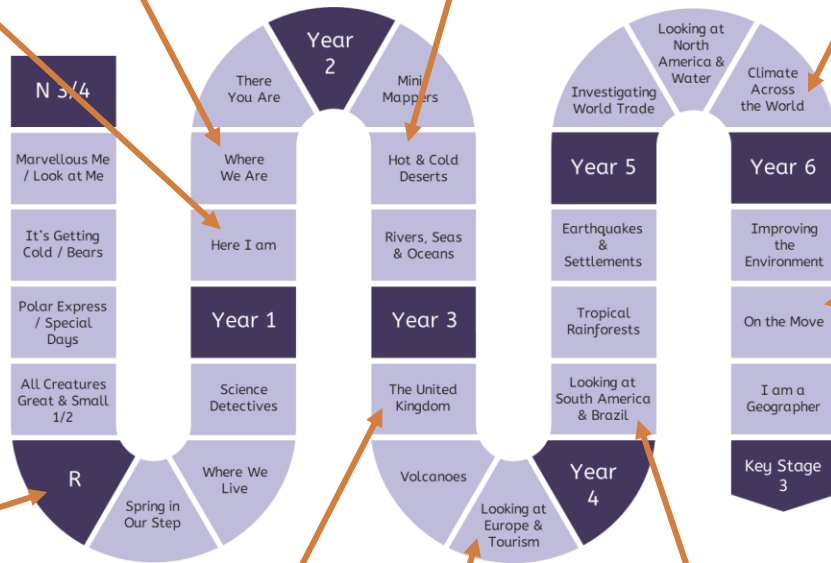 N 3/4
Marvellous Me
/ Look at Me
It's Getting
Cold / Bears
Polar Express
/ Special
Days
All Creatures
Great & Small
1/2
R
Spring in
Our Step
Where We
Live
Science
Detectives
Year 1
Here I am
Where
We Are
There
You Are
Year
2
Mini
Mappers
Hot & Cold
Deserts
Rivers, Seas
& Oceans
Year 3
The United
Kingdom
Volcanoes
Looking at
Europe &
Tourism
Year
4
Looking at
South America
& Brazil
Tropical
Rainforests
Earthquakes
&
Settlements
Year 5
Investigating
World Trade
Looking at
North
America &
Water
Climate
Across
the World
Year 6
Improving
the
Environment
On the Move
I am a
Geographer
Key Stage
3